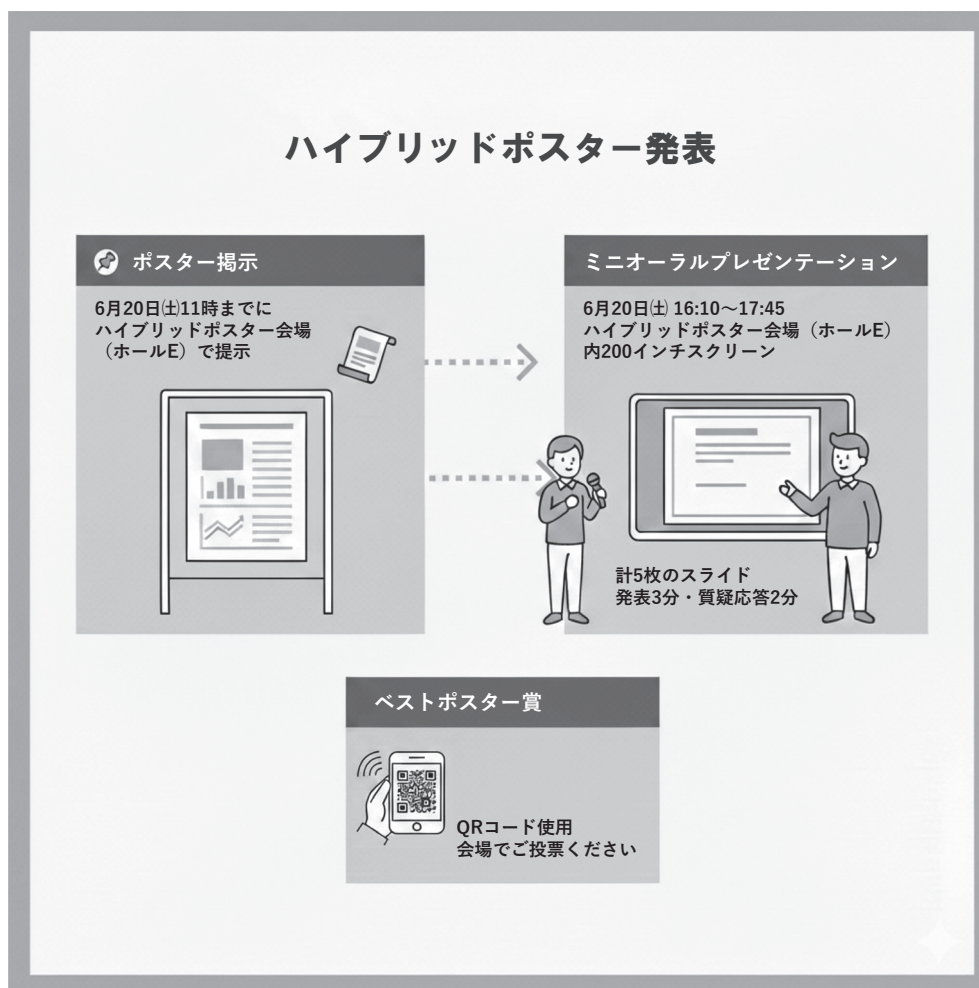 ハイブリッドポスター発表
ポスター掲示
6月20日㈯11時までに
ハイブリッドポスター会場
（ホールE）で提示
ミニオーラルプレゼンテーション
6月20日㈯ 16:10～17:45
ハイブリッドポスター会場（ホールE）
内200インチスクリーン
計5枚のスライド
発表3分・質疑応答2分
ベストポスター賞
QRコード使用
会場でご投票ください